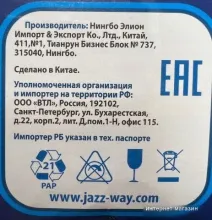 Производитель: Нингбо Элион
Импорт & Экспорт Ко., Лтд., Китай,
411,№1, Тианрун Бизнес Блок № 737,
315040, Нингбо.
Сделано в Китае.
Уполномоченная организация
и импортер на территории РФ:
ООО «ВТЛ», Россия, 192102,
Санкт-Петербург, ул. Бухарестская,
д.22, корп.2, лит. Д,пом.1-Н, офис 115.
Импортер РБ указан в тех. паспорте
EAC
21
PAP
www.jazz-way.com
интернет-магазин